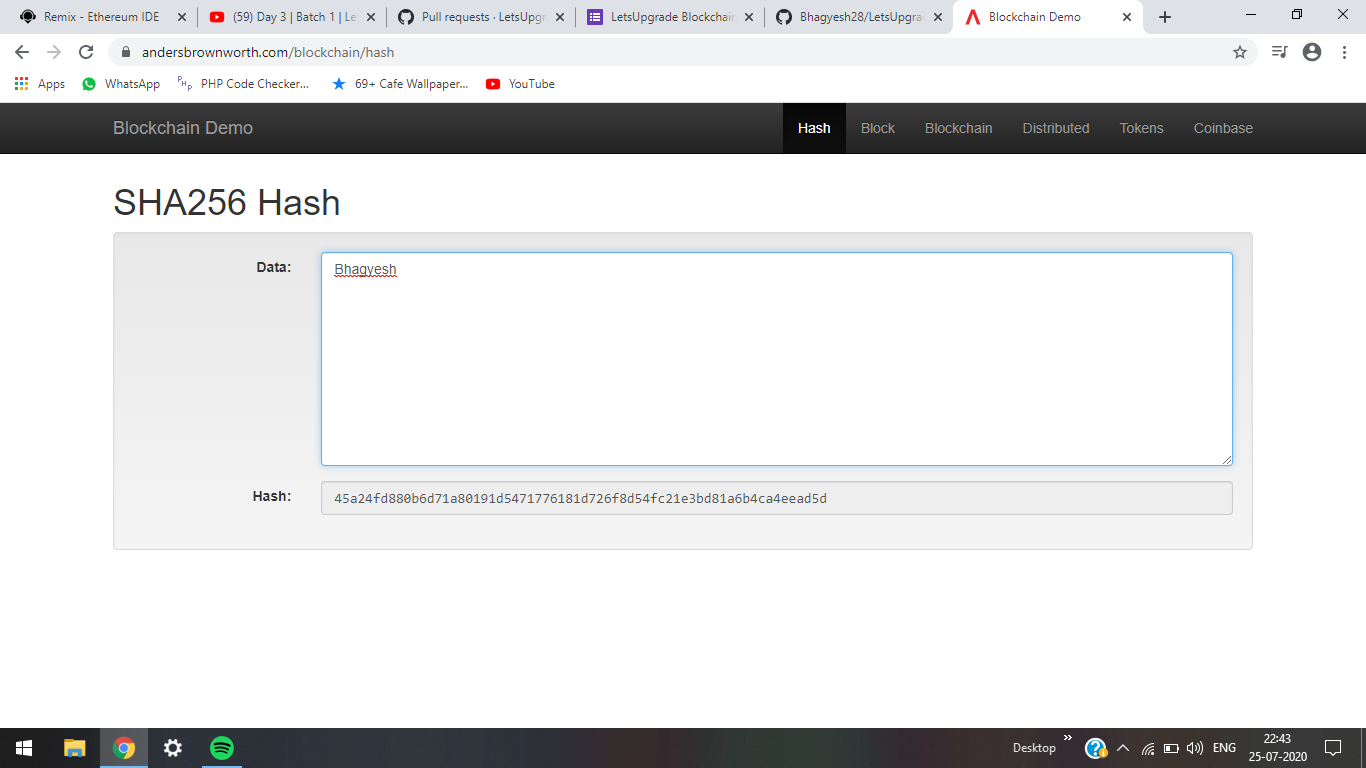 Remix - Ethereum IDE
(59) Day 3 | Batch 1 | Le
Pull requests · LetsUpgr
LetsUpgrade Blockchain
Bhagyesh28/LetsUpgra
Blockchain Demo
andersbrownworth.com/blockchain/hash
Apps WhatsApp PHP PHP Code Checker... 69+ Cafe Wallpaper... YouTube
Blockchain Demo Hash Block Blockchain Distributed Tokens Coinbase
SHA256 Hash
Data: Bhagyesh
Hash: 45a24fd880b6d71a80191d5471776181d726f8d54fc21e3bd81a6b4ca4eead5d
Desktop » ENG 22:43
25-07-2020